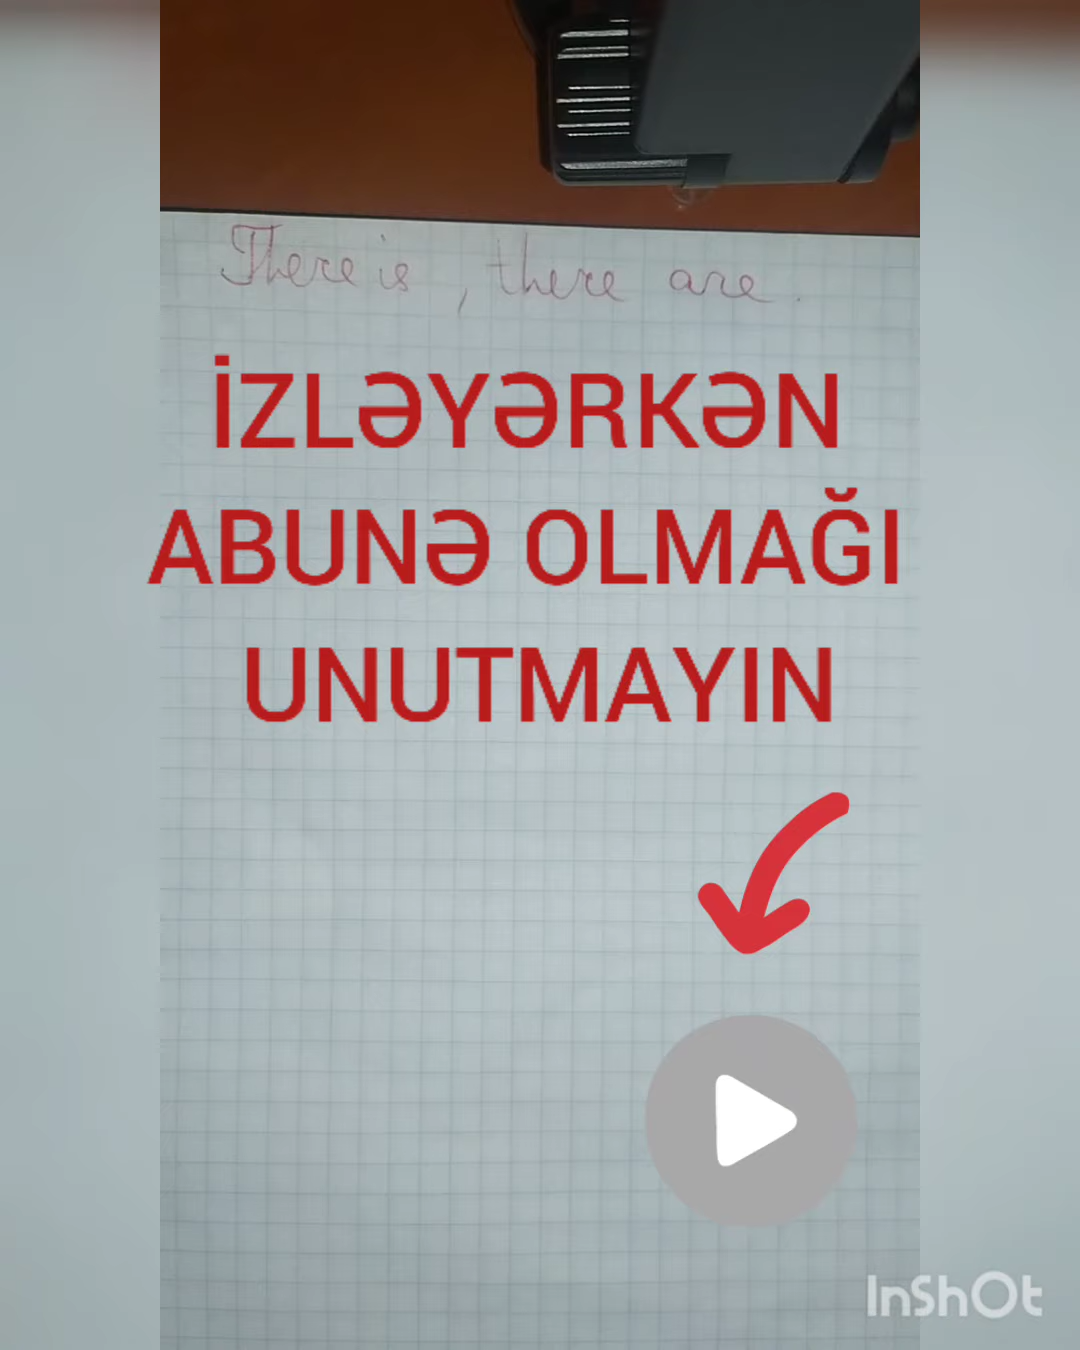 There is, there are.
İZLƏYƏRKƏN
ABUNƏ OLMAĞI
UNUTMAYIN
InShOt